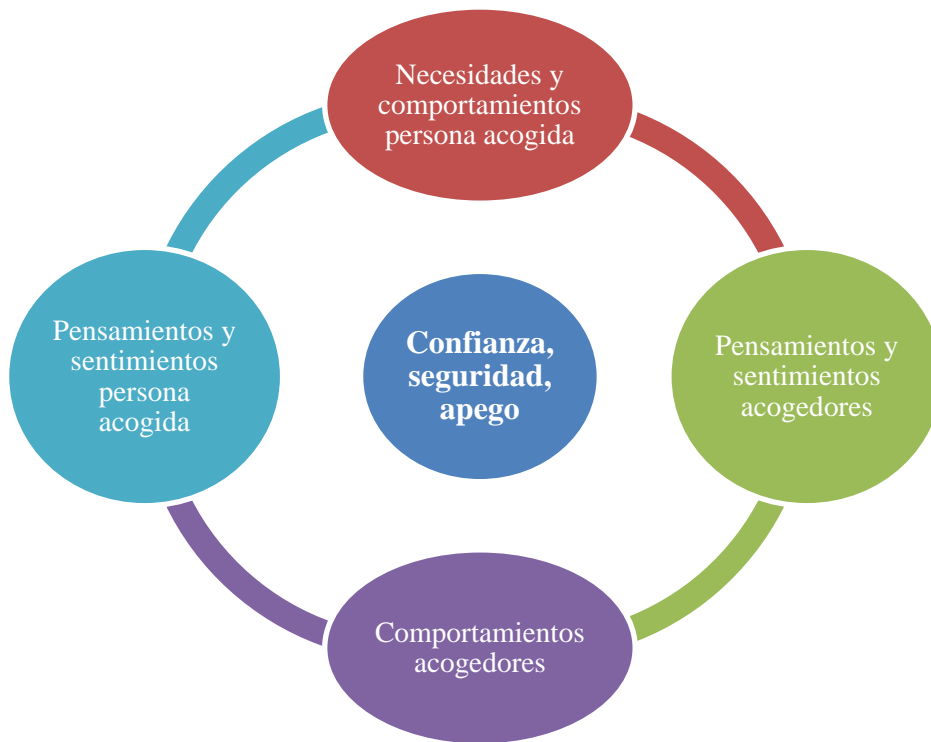 Necesidades y
comportamientos
persona acogida
Pensamientos y
sentimientos
persona
acogida
Confianza,
seguridad,
apego
Pensamientos y
sentimientos
acogedores
Comportamientos
acogedores